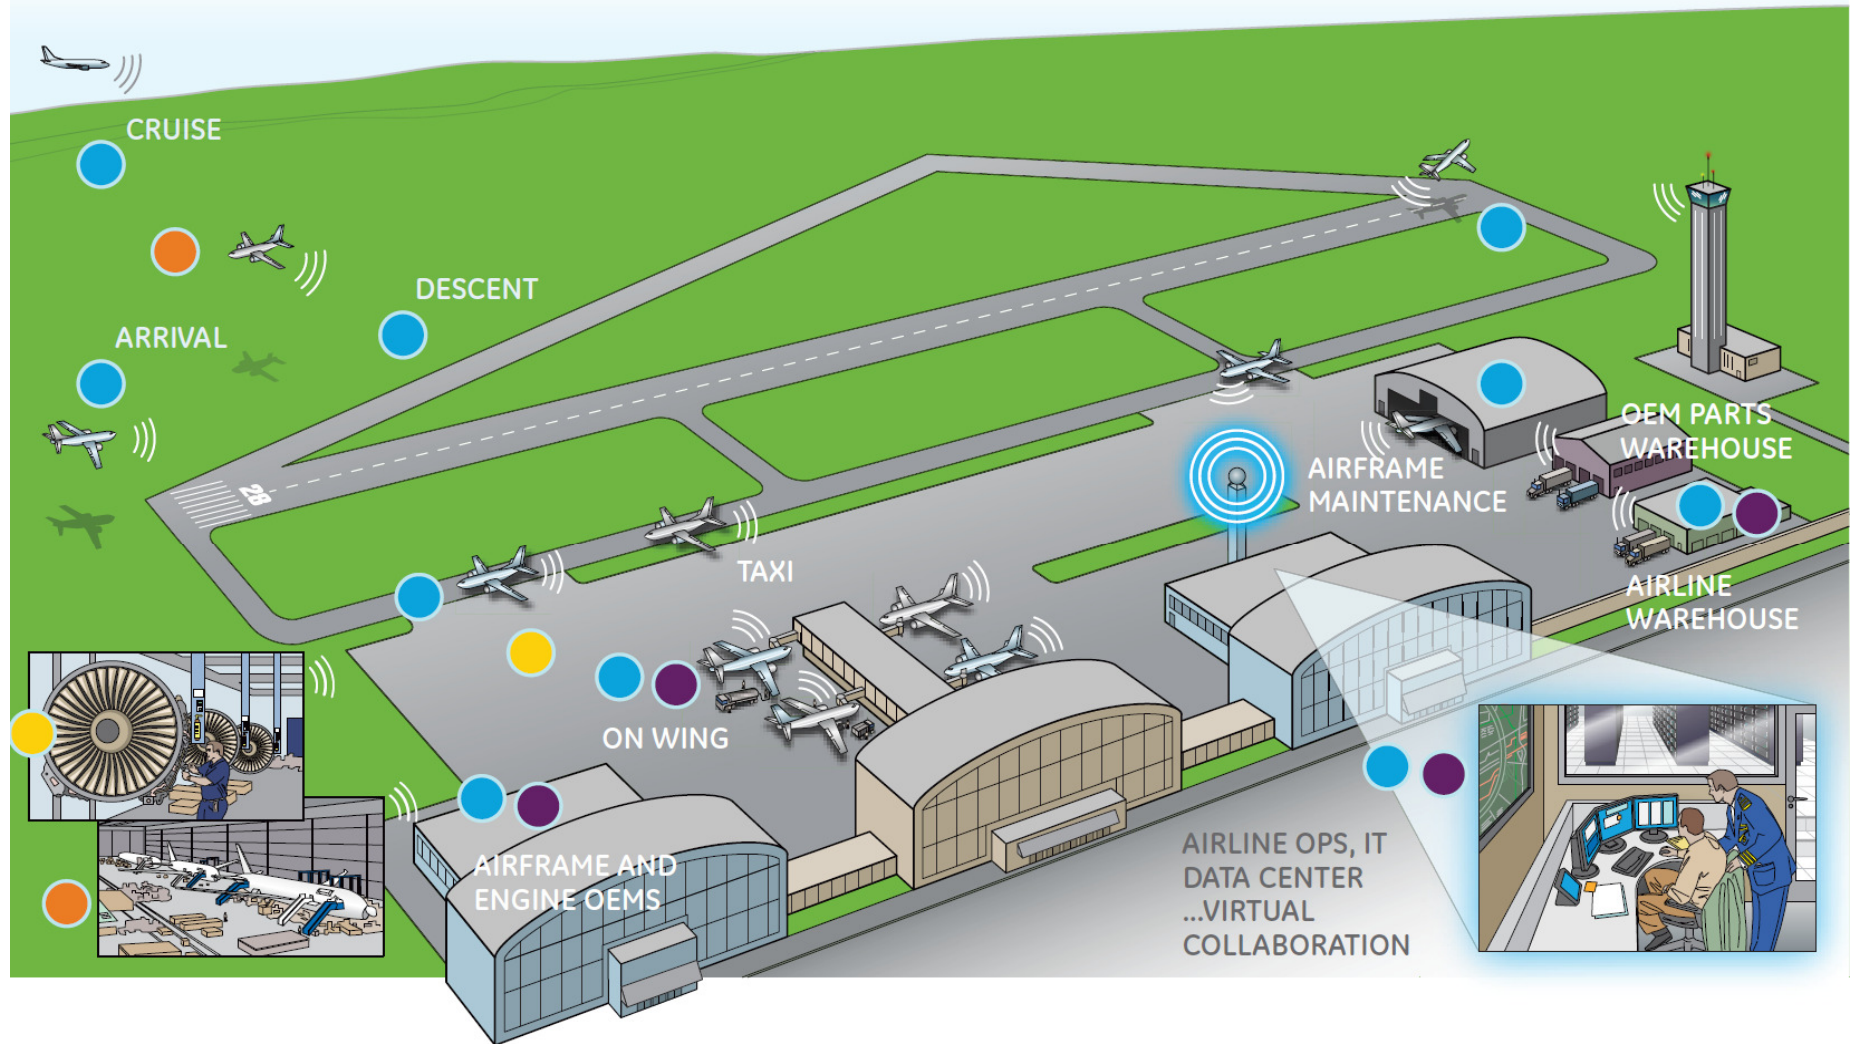 CRUISE
DESCENT
ARRIVAL
28
OEM PARTS
WAREHOUSE
AIRFRAME
MAINTENANCE
TAXI
AIRLINE
WAREHOUSE
ON WING
AIRFRAME AND
ENGINE OEMS
AIRLINE OPS, IT
DATA CENTER
...VIRTUAL
COLLABORATION